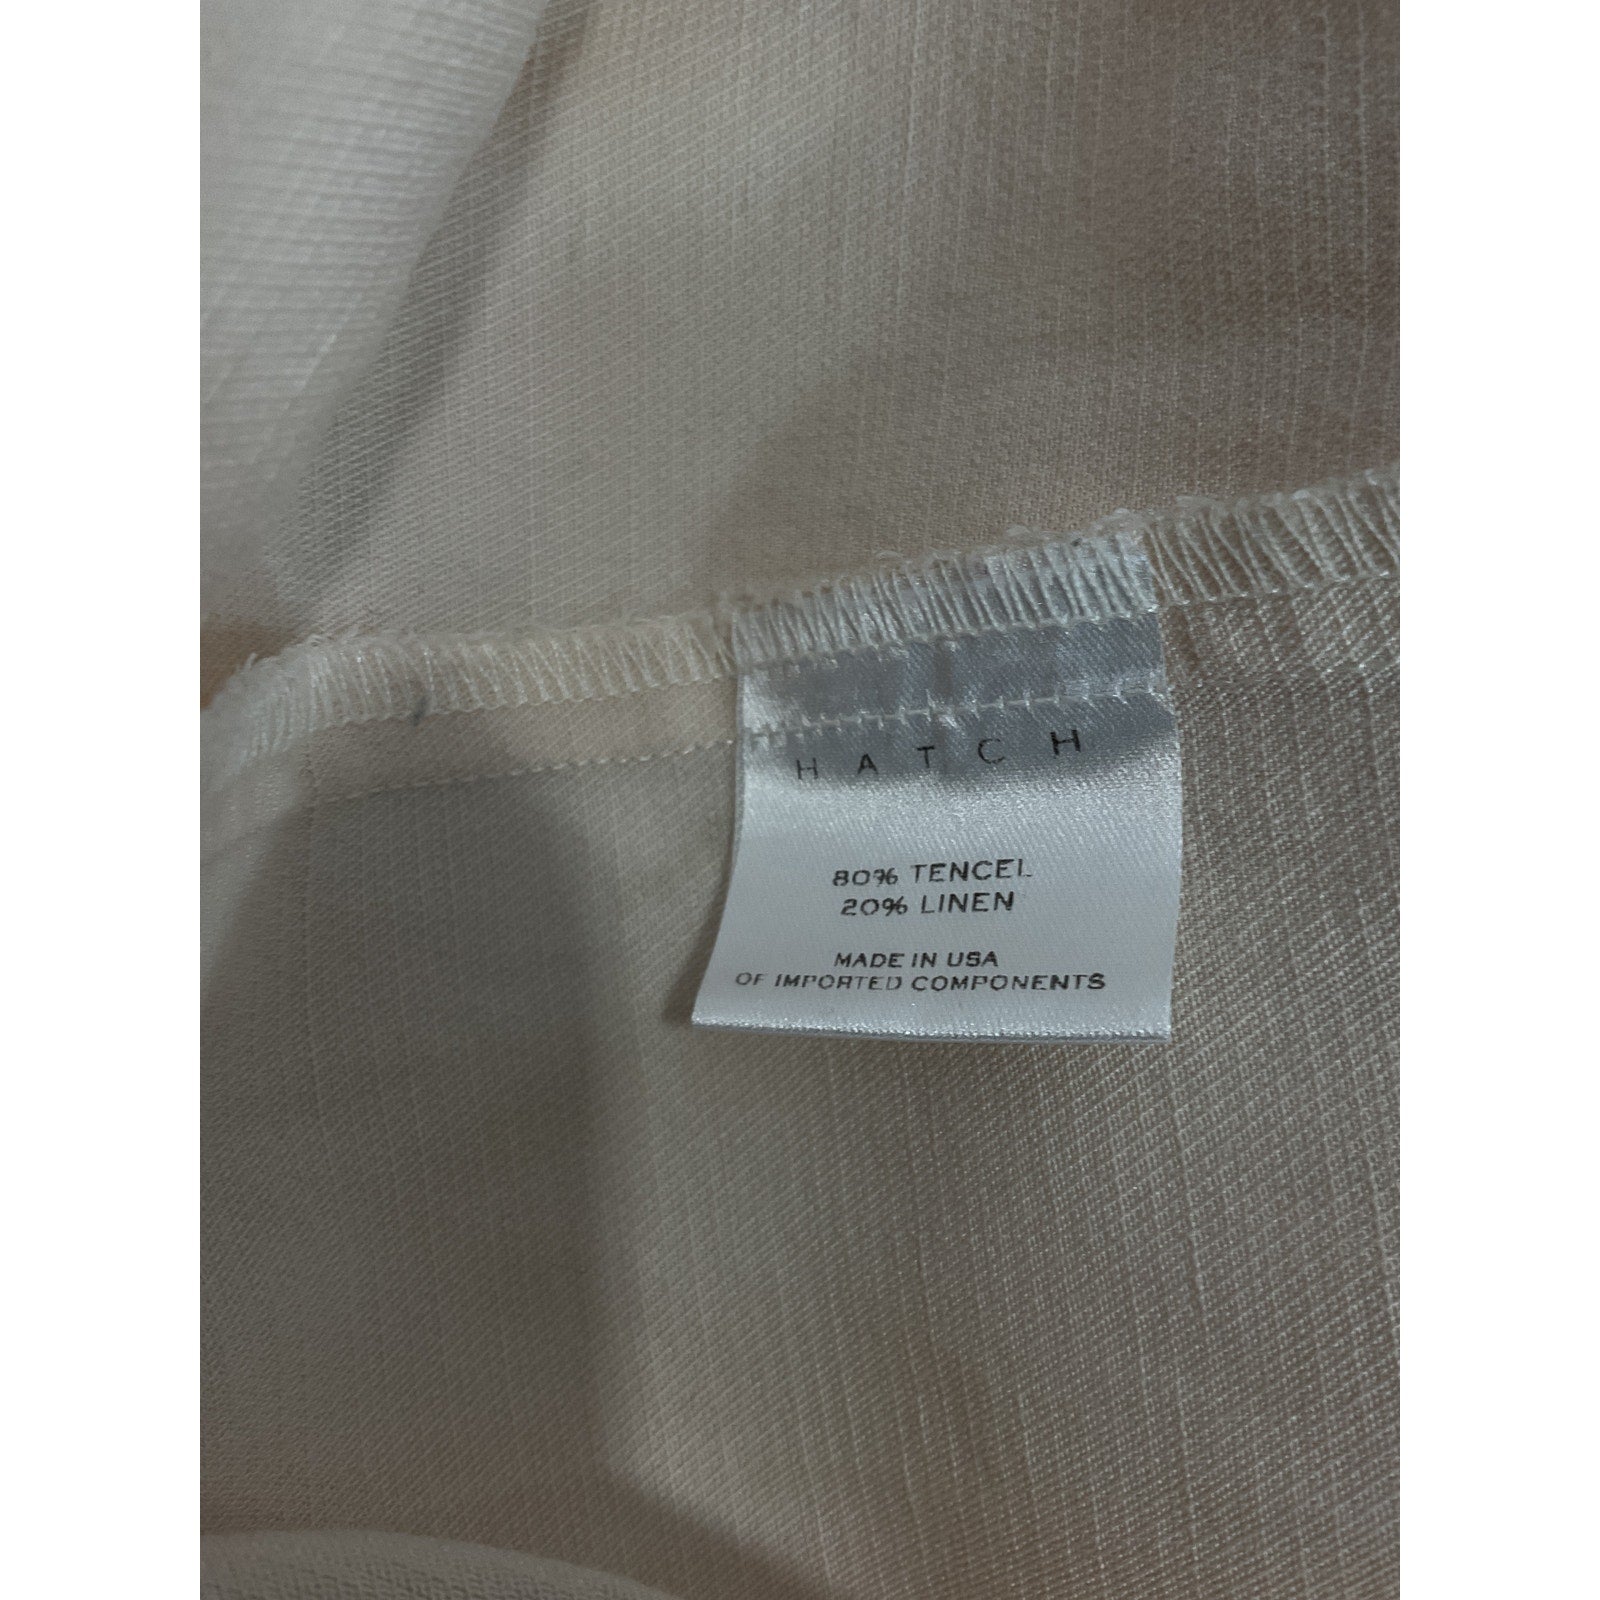 HATCH
80% TENCEL
20% LINEN
MADE IN USA
OF IMPORTED COMPONENTS